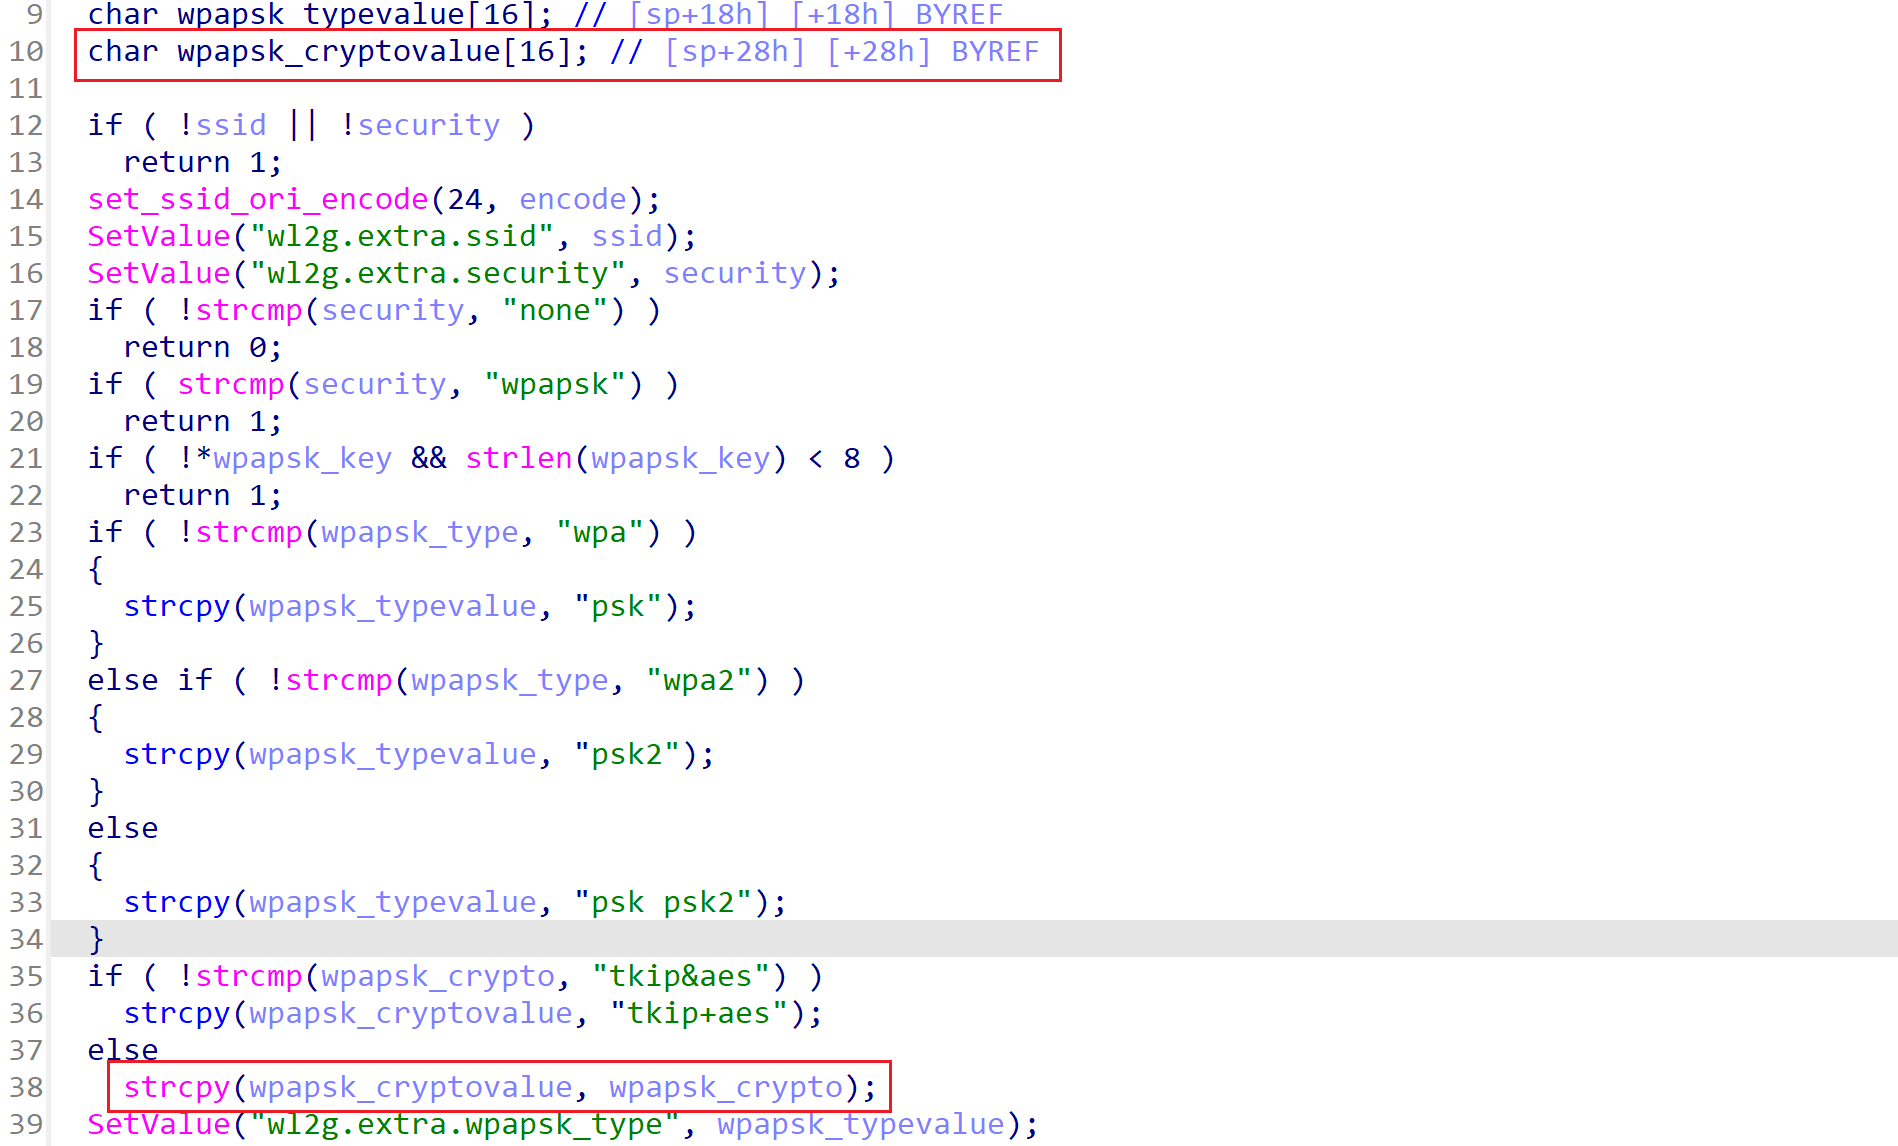 9 char wpapsk_typevalue[16]; // [sp+18h] [+18h] BYREF
10 char wpapsk_cryptovalue[16]; // [sp+28h] [+28h] BYREF
11
12 if ( !ssid || !security )
13 return 1;
14 set_ssid_ori_encode(24, encode);
15 SetValue("wl2g.extra.ssid", ssid);
16 SetValue("wl2g.extra.security", security);
17 if ( !strcmp(security, "none") )
18 return 0;
19 if ( strcmp(security, "wpapsk") )
20 return 1;
21 if ( !*wpapsk_key && strlen(wpapsk_key) < 8 )
22 return 1;
23 if ( !strcmp(wpapsk_type, "wpa") )
24 {
25 strcpy(wpapsk_typevalue, "psk");
26 }
27 else if ( !strcmp(wpapsk_type, "wpa2") )
28 {
29 strcpy(wpapsk_typevalue, "psk2");
30 }
31 else
32 {
33 strcpy(wpapsk_typevalue, "psk psk2");
34 }
35 if ( !strcmp(wpapsk_crypto, "tkip&aes") )
36 strcpy(wpapsk_cryptovalue, "tkip+aes");
37 else
38 strcpy(wpapsk_cryptovalue, wpapsk_crypto);
39 SetValue("wl2g.extra.wpapsk_type", wpapsk_typevalue);